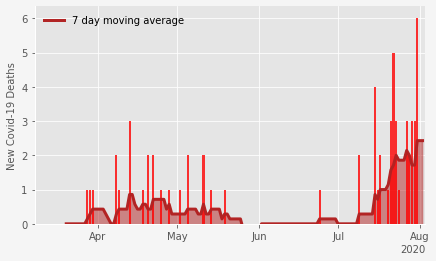 7 day moving average
New Covid-19 Deaths
6
5
4
3
2
1
0
Apr
May
Jun
Jul
Aug
2020